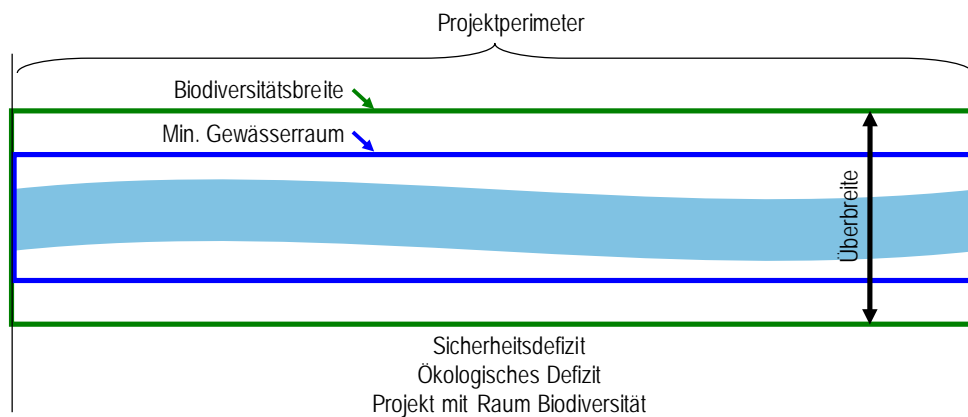 Projektperimeter
Biodiversitätsbreite
Min. Gewässerraum
Überbreite
Sicherheitsdefizit
Ökologisches Defizit
Projekt mit Raum Biodiversität